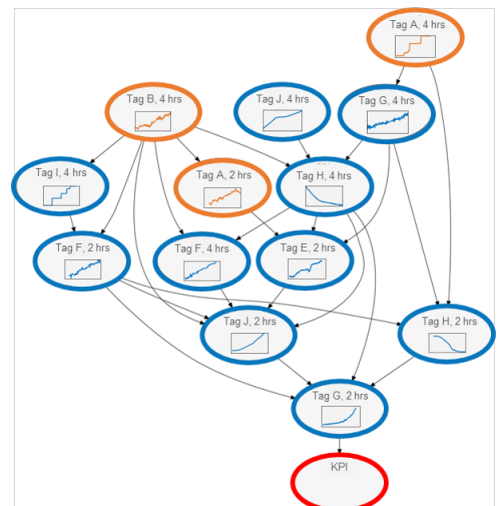 Tag A, 4 hrs
Tag B, 4 hrs
Tag J, 4 hrs
Tag G, 4 hrs
Tag I, 4 hrs
Tag A, 2 hrs
Tag H, 4 hrs
Tag F, 2 hrs
Tag F, 4 hrs
Tag E, 2 hrs
Tag J, 2 hrs
Tag H, 2 hrs
Tag G, 2 hrs
KPI